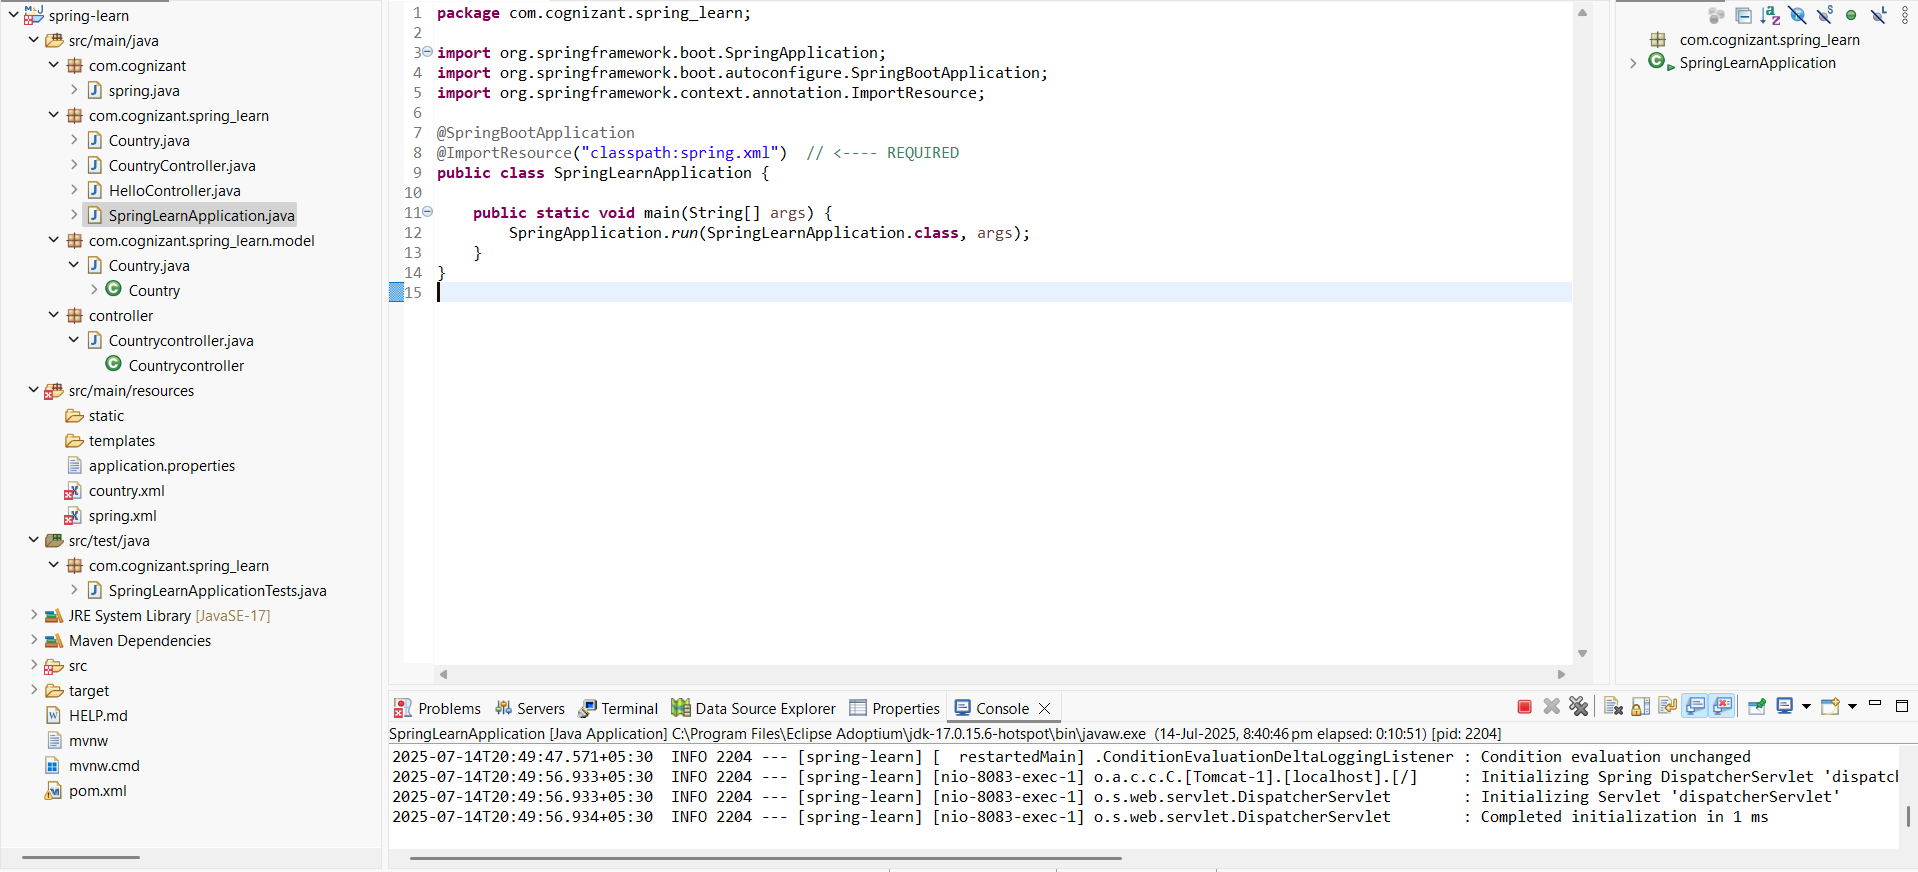 spring-learn
src/main/java
com.cognizant
spring.java
com.cognizant.spring_learn
Country.java
CountryController.java
HelloController.java
SpringLearnApplication.java
com.cognizant.spring_learn.model
Country.java
Country
controller
Countrycontroller.java
Countrycontroller
src/main/resources
static
templates
application.properties
country.xml
spring.xml
src/test/java
com.cognizant.spring_learn
SpringLearnApplicationTests.java
JRE System Library [JavaSE-17]
Maven Dependencies
src
target
HELP.md
mvnw
mvnw.cmd
pom.xml
1 package com.cognizant.spring_learn;
2
3 import org.springframework.boot.SpringApplication;
4 import org.springframework.boot.autoconfigure.SpringBootApplication;
5 import org.springframework.context.annotation.ImportResource;
6
7 @SpringBootApplication
8 @ImportResource("classpath:spring.xml")  // <---- REQUIRED
9 public class SpringLearnApplication {
10
11     public static void main(String[] args) {
12         SpringApplication.run(SpringLearnApplication.class, args);
13     }
14 }
15
com.cognizant.spring_learn
SpringLearnApplication
Problems Servers Terminal Data Source Explorer Properties Console
SpringLearnApplication [Java Application] C:\Program Files\Eclipse Adoptium\jdk-17.0.15.6-hotspot\bin\javaw.exe (14-Jul-2025, 8:40:46 pm elapsed: 0:10:51) [pid: 2204]
2025-07-14T20:49:47.571+05:30  INFO 2204 --- [spring-learn] [  restartedMain] .ConditionEvaluationDeltaLoggingListener : Condition evaluation unchanged
2025-07-14T20:49:56.933+05:30  INFO 2204 --- [spring-learn] [nio-8083-exec-1] o.a.c.c.C.[Tomcat-1].[localhost].[/]     : Initializing Spring DispatcherServlet 'dispatch
2025-07-14T20:49:56.933+05:30  INFO 2204 --- [spring-learn] [nio-8083-exec-1] o.s.web.servlet.DispatcherServlet        : Initializing Servlet 'dispatcherServlet'
2025-07-14T20:49:56.934+05:30  INFO 2204 --- [spring-learn] [nio-8083-exec-1] o.s.web.servlet.DispatcherServlet        : Completed initialization in 1 ms